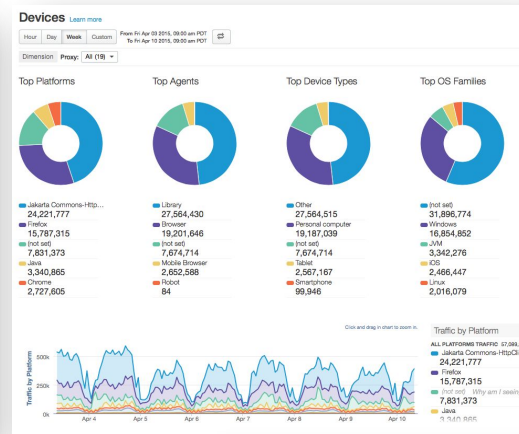 Devices Learn more
Hour Day Week Custom From Fri Apr 03 2015, 09:00 am PDT
To Fri Apr 10 2015, 09:00 am PDT
Dimension Proxy: All (19)
Top Platforms Top Agents Top Device Types Top OS Families
Jakarta Commons-Http... Library Other (not set)
24,221,777 27,564,430 27,564,515 31,896,774
Firefox Browser Personal computer Windows
15,787,315 19,201,646 19,187,039 16,854,852
(not set) (not set) (not set) JVM
7,831,373 7,674,714 7,674,714 3,342,276
Java Mobile Browser Tablet iOS
3,340,865 2,652,588 2,567,167 2,466,447
Chrome Robot Smartphone Linux
2,727,605 84 99,946 2,016,079
Click and drag in chart to zoom in.
Traffic by Platform
500k
250k
0k
Apr 4 Apr 5 Apr 6 Apr 7 Apr 8 Apr 9 Apr 10
Traffic by Platform
ALL PLATFORMS TRAFFIC 57,089,
Jakarta Commons-HttpCli
24,221,777
Firefox
15,787,315
(not set) Why am I seein
7,831,373
Java
3,340,865